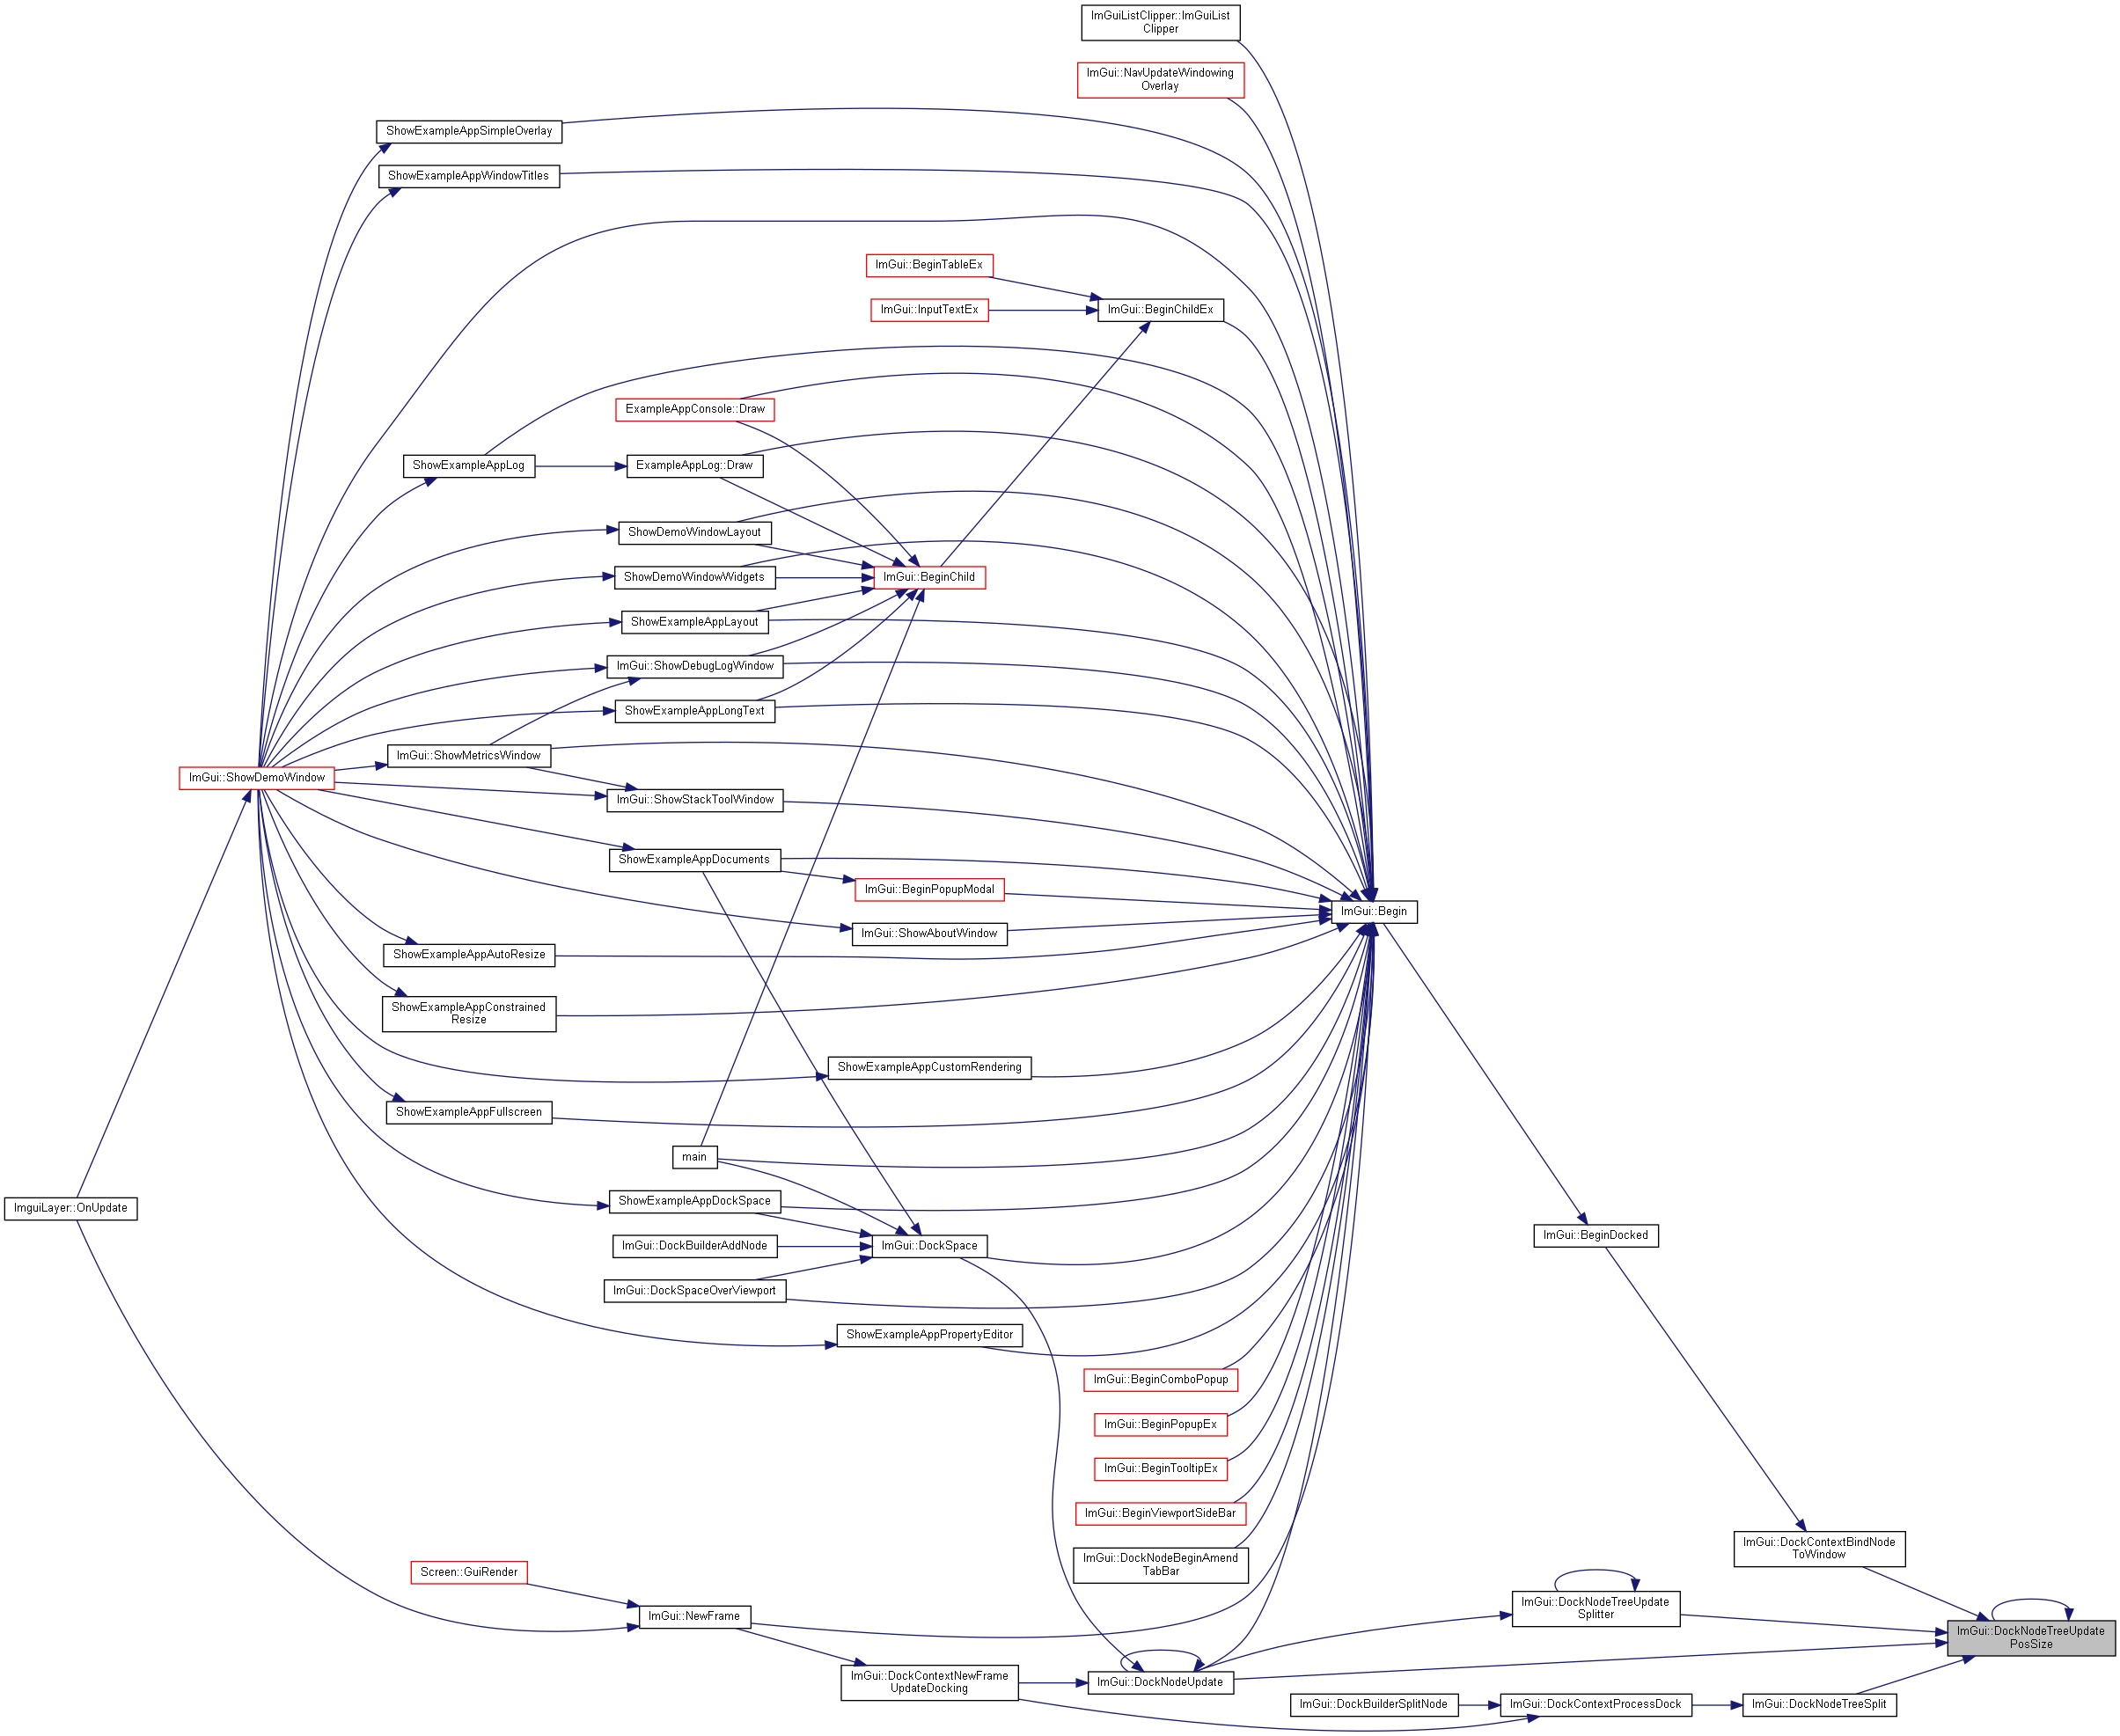 ImGuiListClipper::ImGuiList
Clipper
ImGui::NavUpdateWindowing
Overlay
ShowExampleAppSimpleOverlay
ShowExampleAppWindowTitles
ImGui::BeginTableEx
ImGui::InputTextEx
ImGui::BeginChildEx
ExampleAppConsole::Draw
ShowExampleAppLog
ExampleAppLog::Draw
ShowDemoWindowLayout
ShowDemoWindowWidgets
ImGui::BeginChild
ShowExampleAppLayout
ImGui::ShowDebugLogWindow
ShowExampleAppLongText
ImGui::ShowMetricsWindow
ImGui::ShowDemoWindow
ImGui::ShowStackToolWindow
ShowExampleAppDocuments
ImGui::BeginPopupModal
ImGui::Begin
ImGui::ShowAboutWindow
ShowExampleAppAutoResize
ShowExampleAppConstrained
Resize
ShowExampleAppCustomRendering
ShowExampleAppFullscreen
main
ShowExampleAppDockSpace
ImguiLayer::OnUpdate
ImGui::BeginDocked
ImGui::DockBuilderAddNode
ImGui::DockSpace
ImGui::DockSpaceOverViewport
ShowExampleAppPropertyEditor
ImGui::BeginComboPopup
ImGui::BeginPopupEx
ImGui::BeginTooltipEx
ImGui::BeginViewportSideBar
ImGui::DockContextBindNode
ToWindow
ImGui::DockNodeBeginAmend
TabBar
Screen::GuiRender
ImGui::NewFrame
ImGui::DockNodeTreeUpdate
Splitter
ImGui::DockNodeTreeUpdate
PosSize
ImGui::DockContextNewFrame
UpdateDocking
ImGui::DockNodeUpdate
ImGui::DockBuilderSplitNode
ImGui::DockContextProcessDock
ImGui::DockNodeTreeSplit